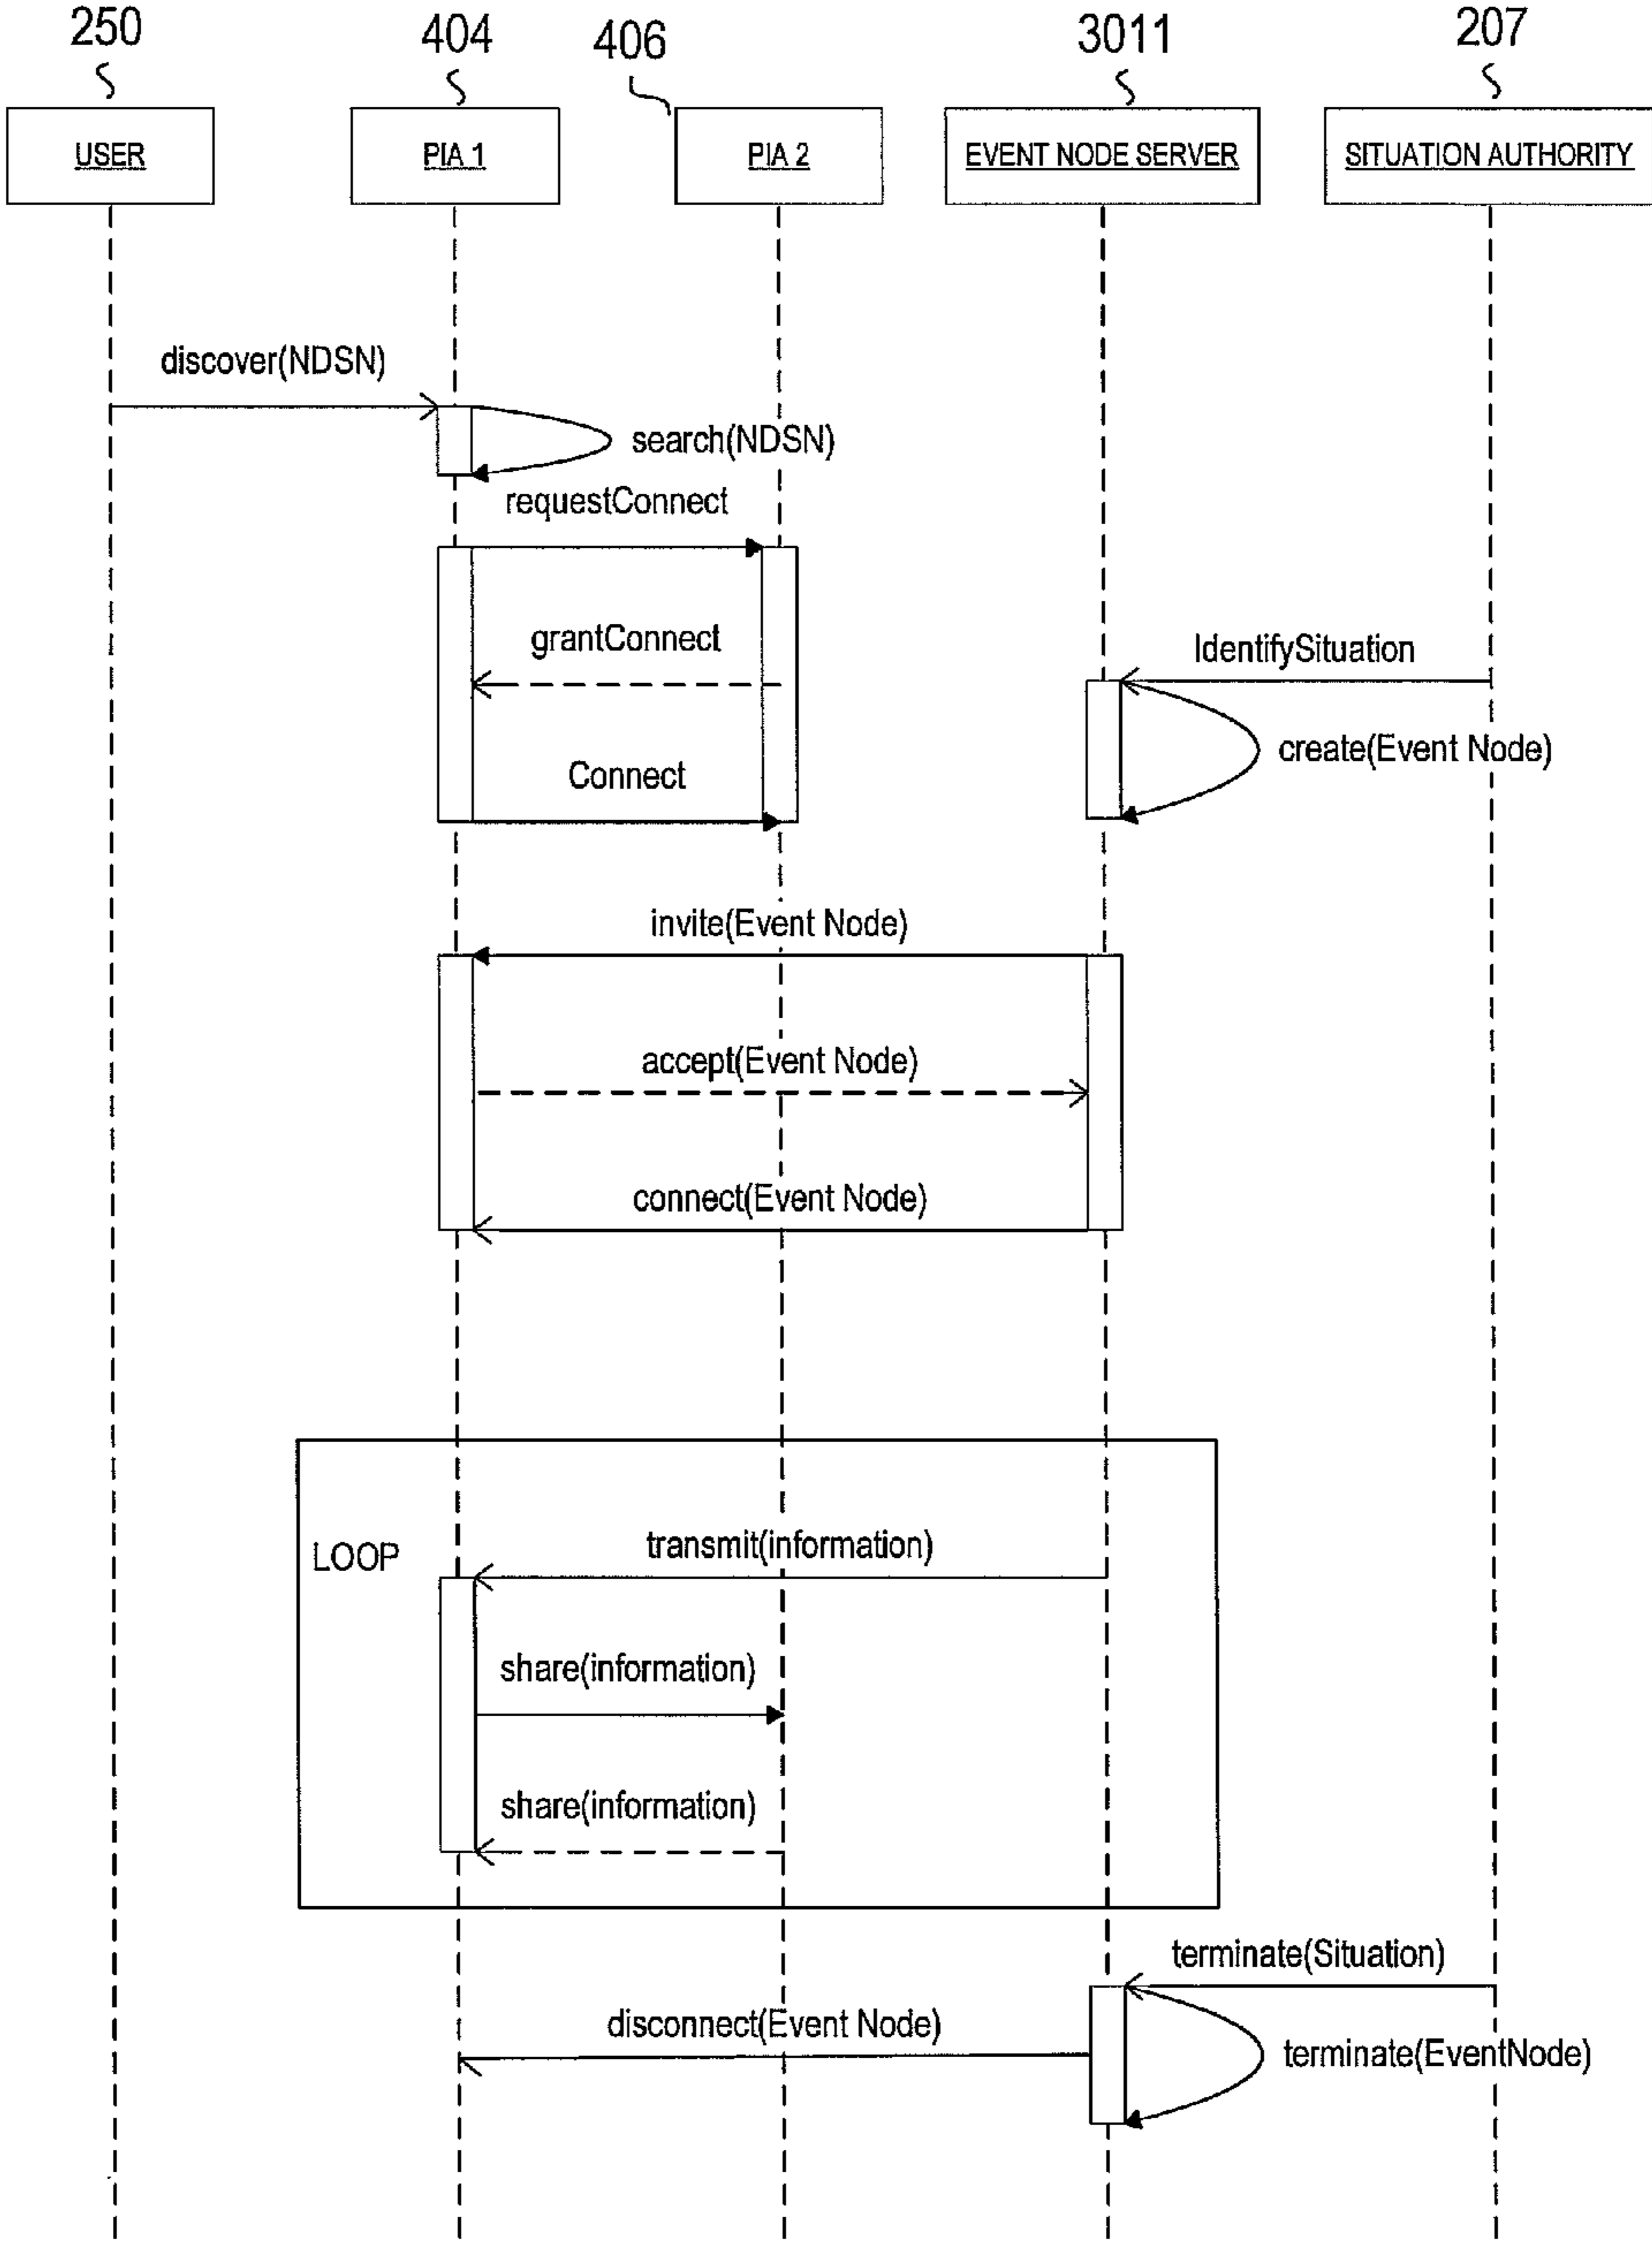 250
404
406
3011
207
USER
PIA 1
PIA 2
EVENT NODE SERVER
SITUATION AUTHORITY
discover(NDSN)
search(NDSN)
requestConnect
grantConnect
IdentifySituation
create(Event Node)
Connect
invite(Event Node)
accept(Event Node)
connect(Event Node)
LOOP
transmit(information)
share(information)
share(information)
terminate(Situation)
disconnect(Event Node)
terminate(EventNode)